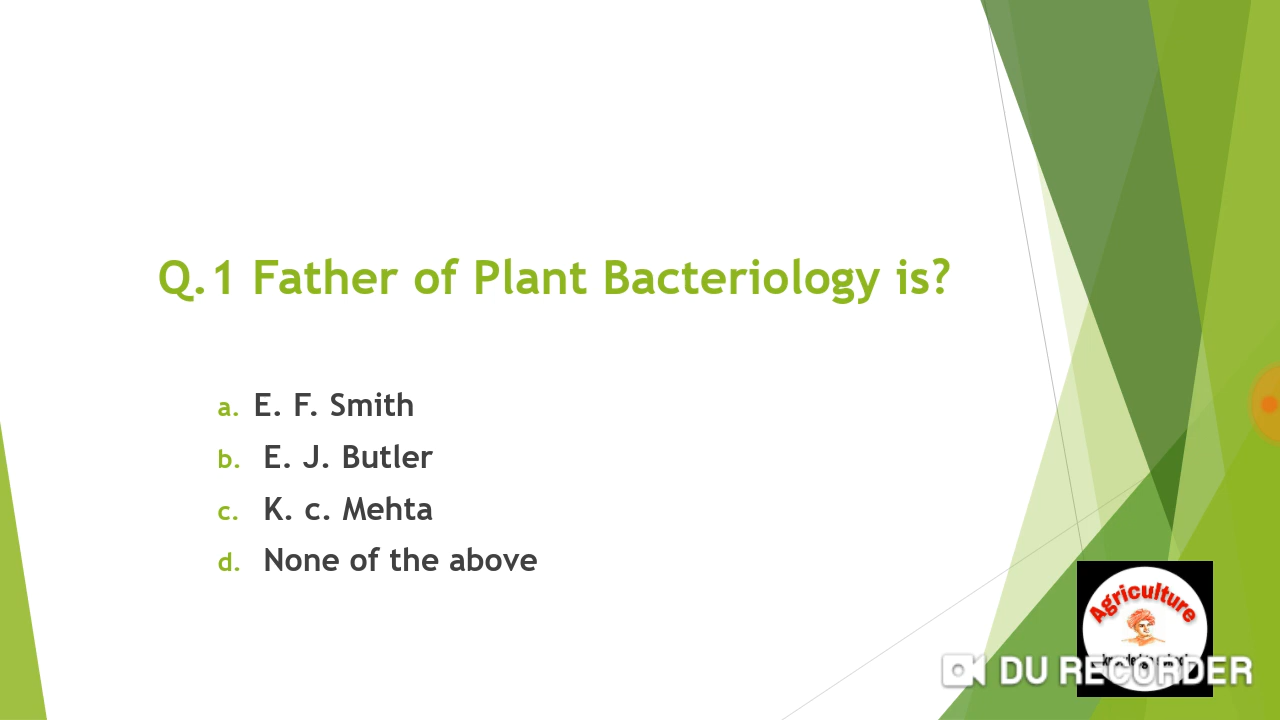 Q.1 Father of Plant Bacteriology is?
a. E. F. Smith
b. E. J. Butler
c. K. c. Mehta
d. None of the above
Agriculture
DU RECORDER